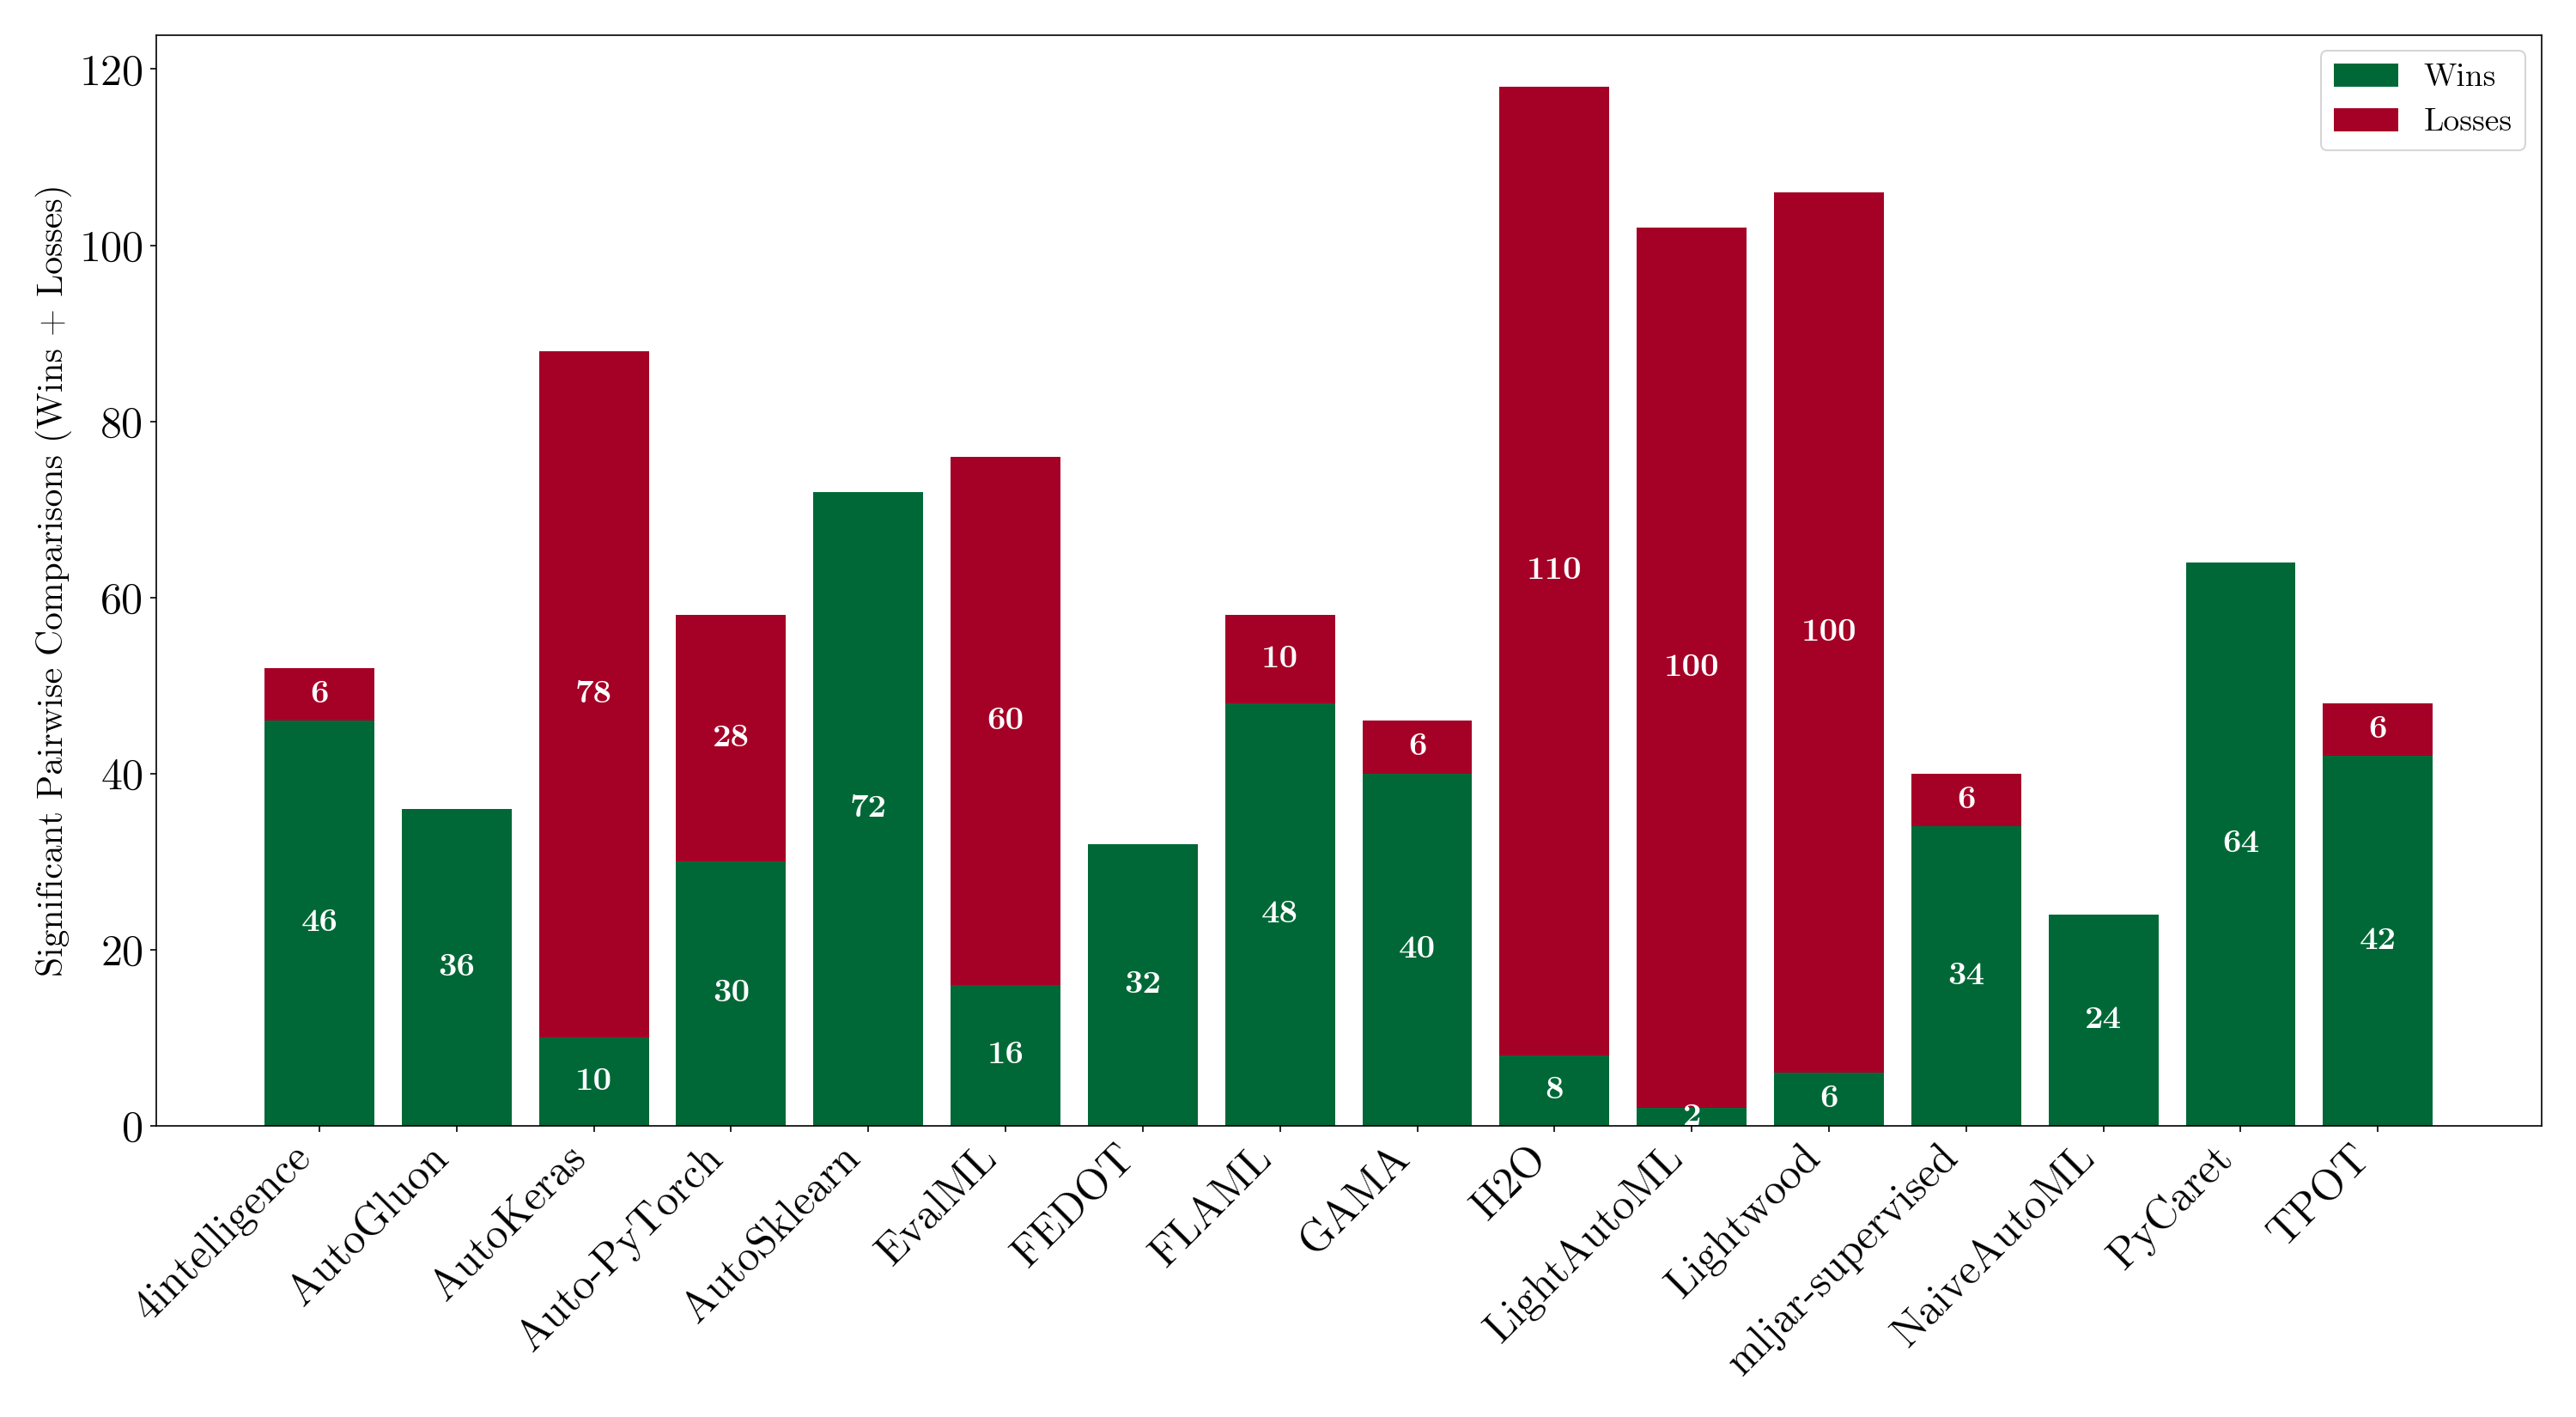 Significant Pairwise Comparisons (Wins + Losses)
120
100
80
60
40
20
0
Wins
Losses
6
46
36
78
10
28
30
72
60
16
32
10
48
6
40
110
8
100
2
100
6
6
34
24
64
6
42
4intelligence
AutoGluon
AutoKeras
Auto-PyTorch
AutoSklearn
EvalML
FEDOT
FLAML
GAMA
H2O
LightAutoML
Lightwood
mljar-supervised
NaiveAutoML
PyCaret
TPOT